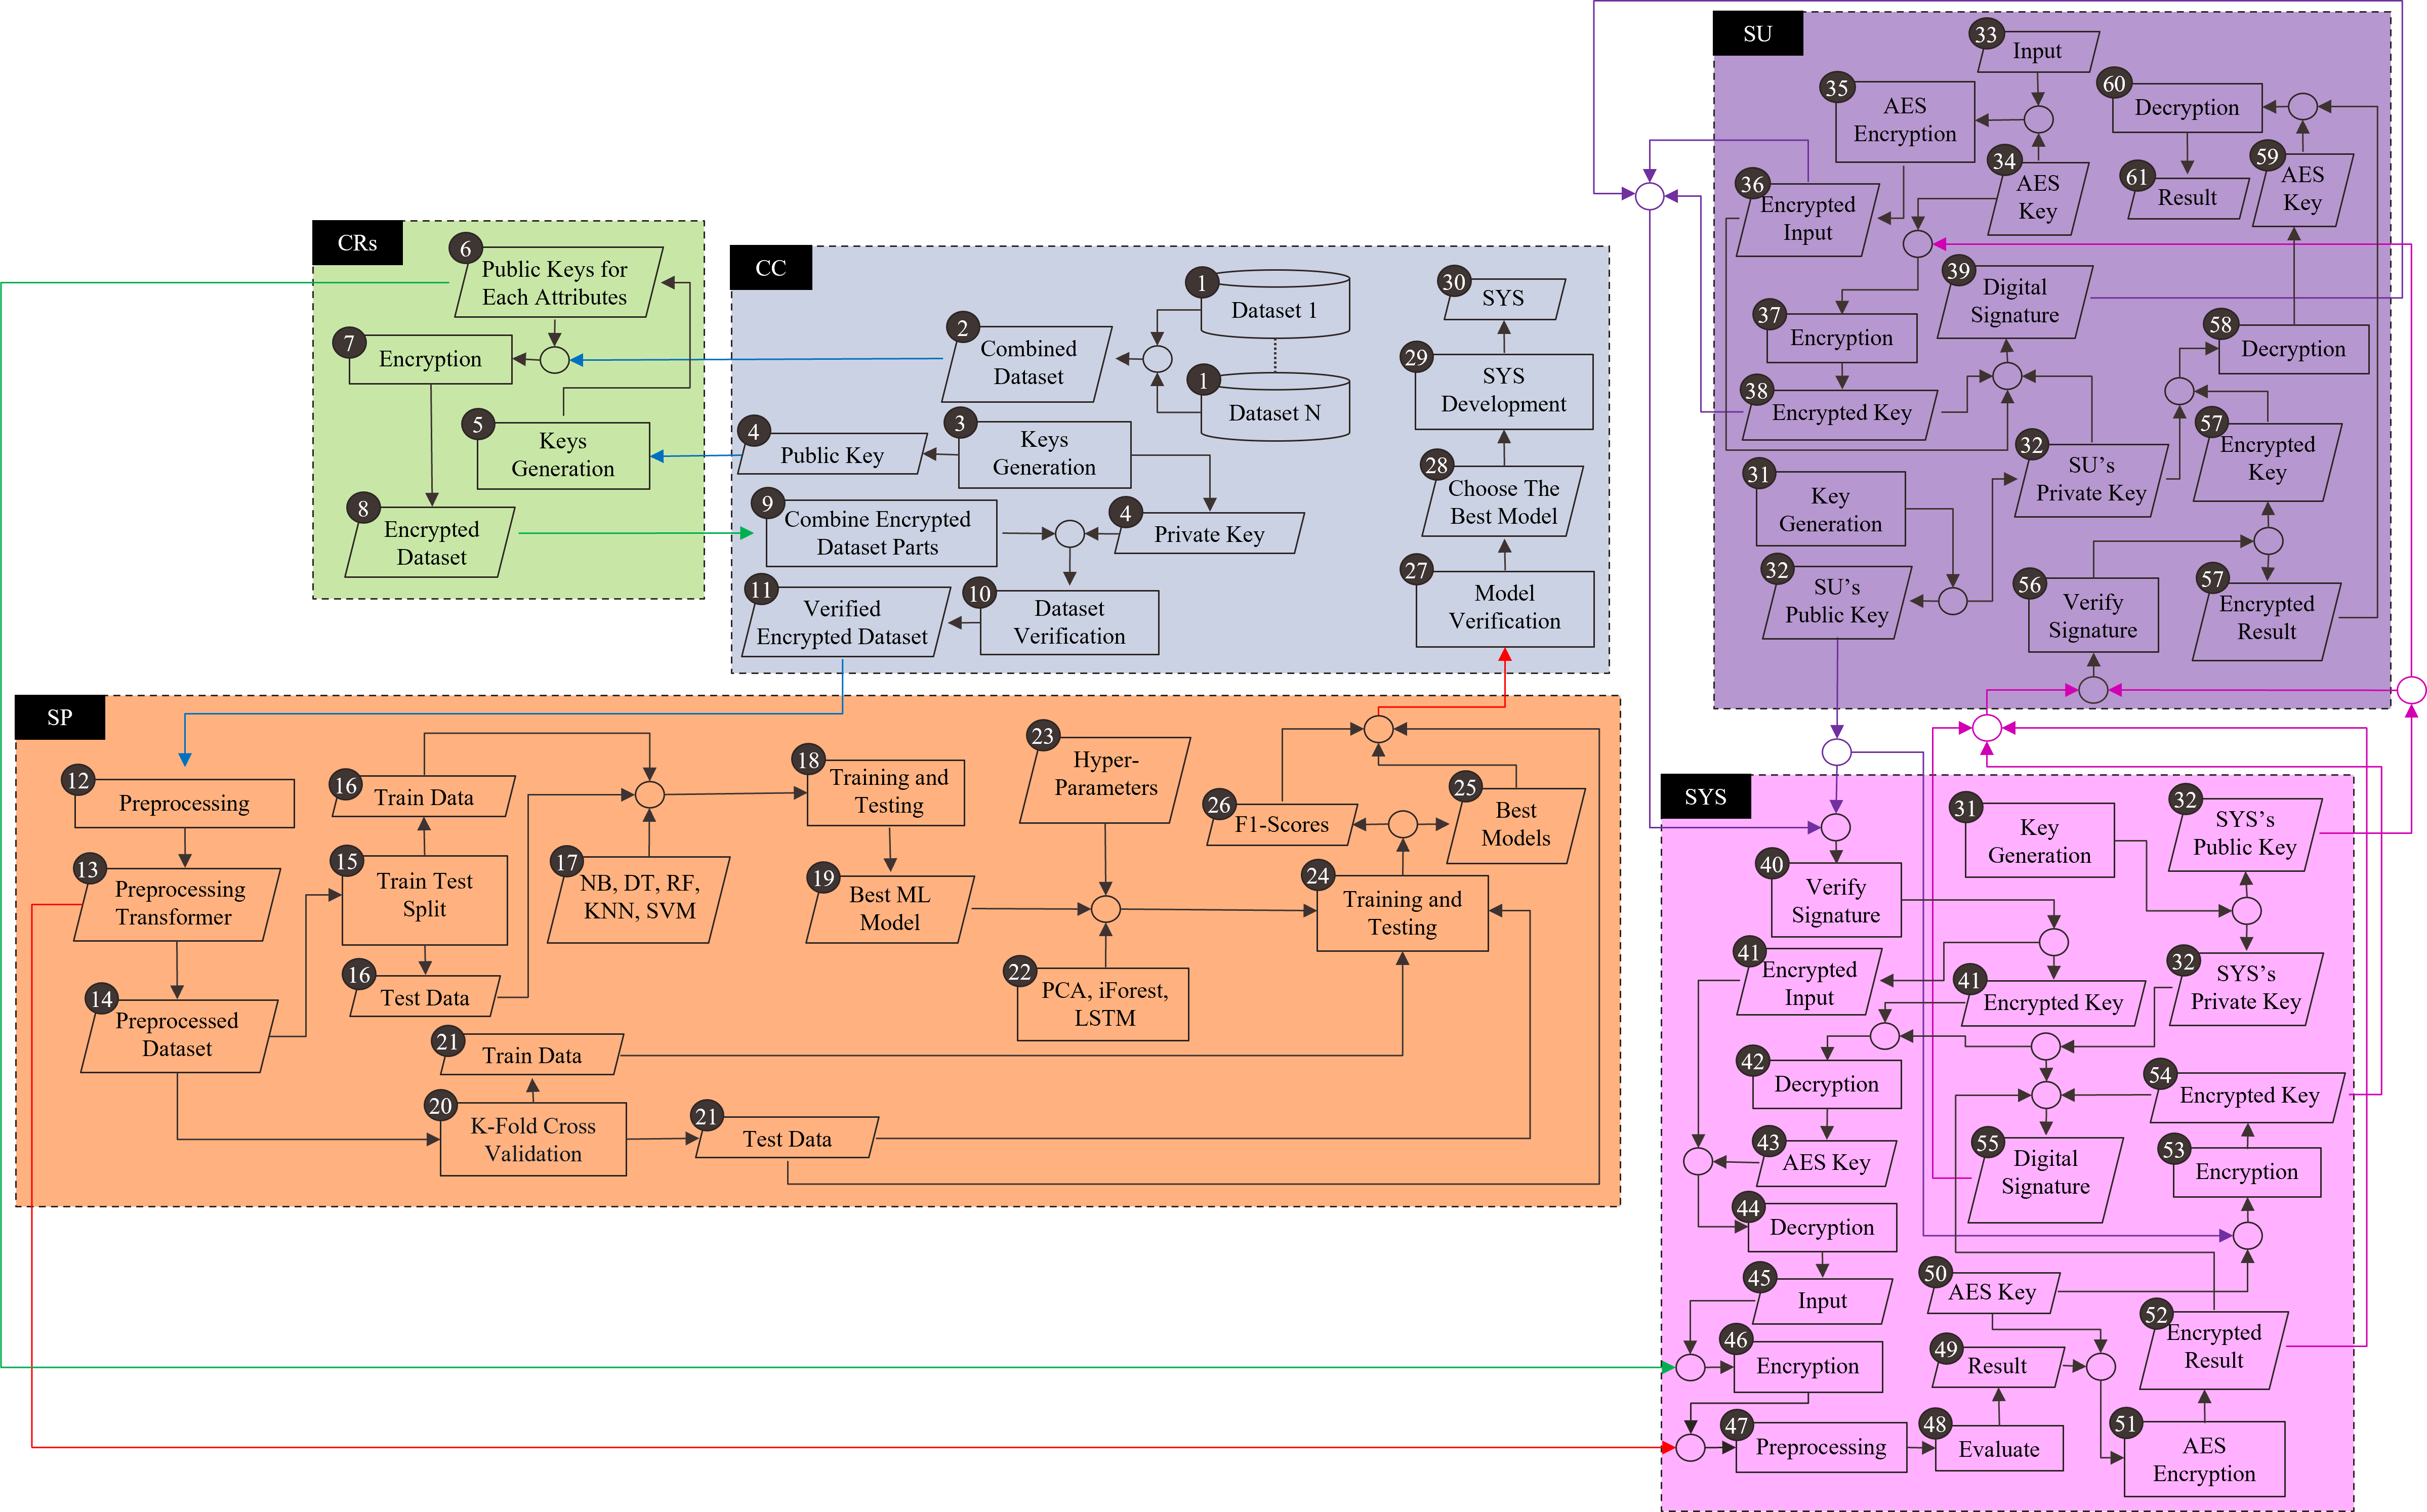 CRs
6
Public Keys for
Each Attributes
7
Encryption
5
Keys
Generation
8
Encrypted
Dataset
CC
1
Dataset 1
1
Dataset N
2
Combined
Dataset
3
Keys
Generation
4
Public Key
4
Private Key
9
Combine Encrypted
Dataset Parts
10
Dataset
Verification
11
Verified
Encrypted Dataset
30
SYS
29
SYS
Development
28
Choose The
Best Model
27
Model
Verification
SP
12
Preprocessing
13
Preprocessing
Transformer
14
Preprocessed
Dataset
16
Train Data
15
Train Test
Split
16
Test Data
17
NB, DT, RF,
KNN, SVM
18
Training and
Testing
19
Best ML
Model
21
Train Data
20
K-Fold Cross
Validation
21
Test Data
23
Hyper-
Parameters
22
PCA, iForest,
LSTM
24
Training and
Testing
26
F1-Scores
25
Best
Models
SU
33
Input
35
AES
Encryption
34
AES
Key
36
Encrypted
Input
37
Encryption
38
Encrypted Key
39
Digital
Signature
31
Key
Generation
32
SU's
Public Key
32
SU's
Private Key
60
Decryption
61
Result
59
AES
Key
58
Decryption
57
Encrypted
Key
57
Encrypted
Result
56
Verify
Signature
SYS
31
Key
Generation
32
SYS's
Public Key
32
SYS's
Private Key
40
Verify
Signature
41
Encrypted
Input
41
Encrypted Key
42
Decryption
43
AES Key
44
Decryption
45
Input
46
Encryption
47
Preprocessing
48
Evaluate
49
Result
50
AES Key
51
AES
Encryption
52
Encrypted
Result
53
Encryption
54
Encrypted Key
55
Digital
Signature